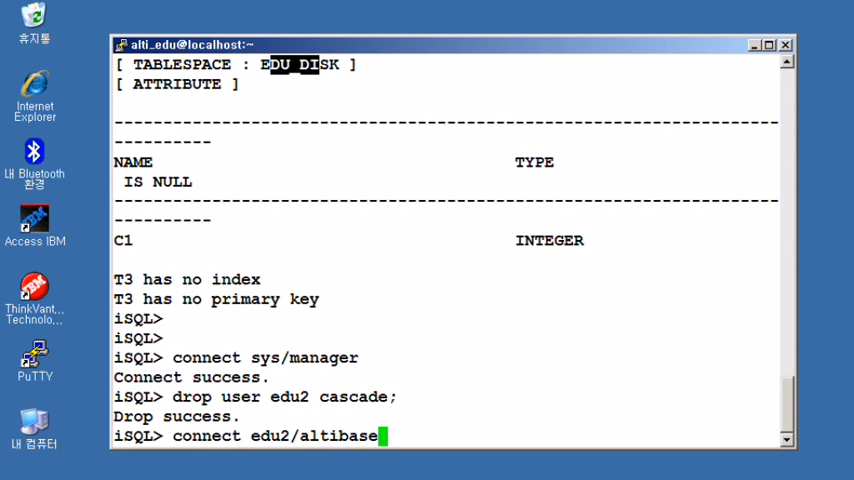 휴지통
Internet
Explorer
내 Bluetooth
환경
Access IBM
ThinkVant...
Technolo...
PuTTY
내 컴퓨터
alti_edu@localhost:~
[ TABLESPACE : EDU_DISK ]
[ ATTRIBUTE ]
--------------------------------------------------------------------
----------
NAME TYPE
IS NULL
--------------------------------------------------------------------
----------
C1 INTEGER
T3 has no index
T3 has no primary key
iSQL>
iSQL>
iSQL> connect sys/manager
Connect success.
iSQL> drop user edu2 cascade;
Drop success.
iSQL> connect edu2/altibase